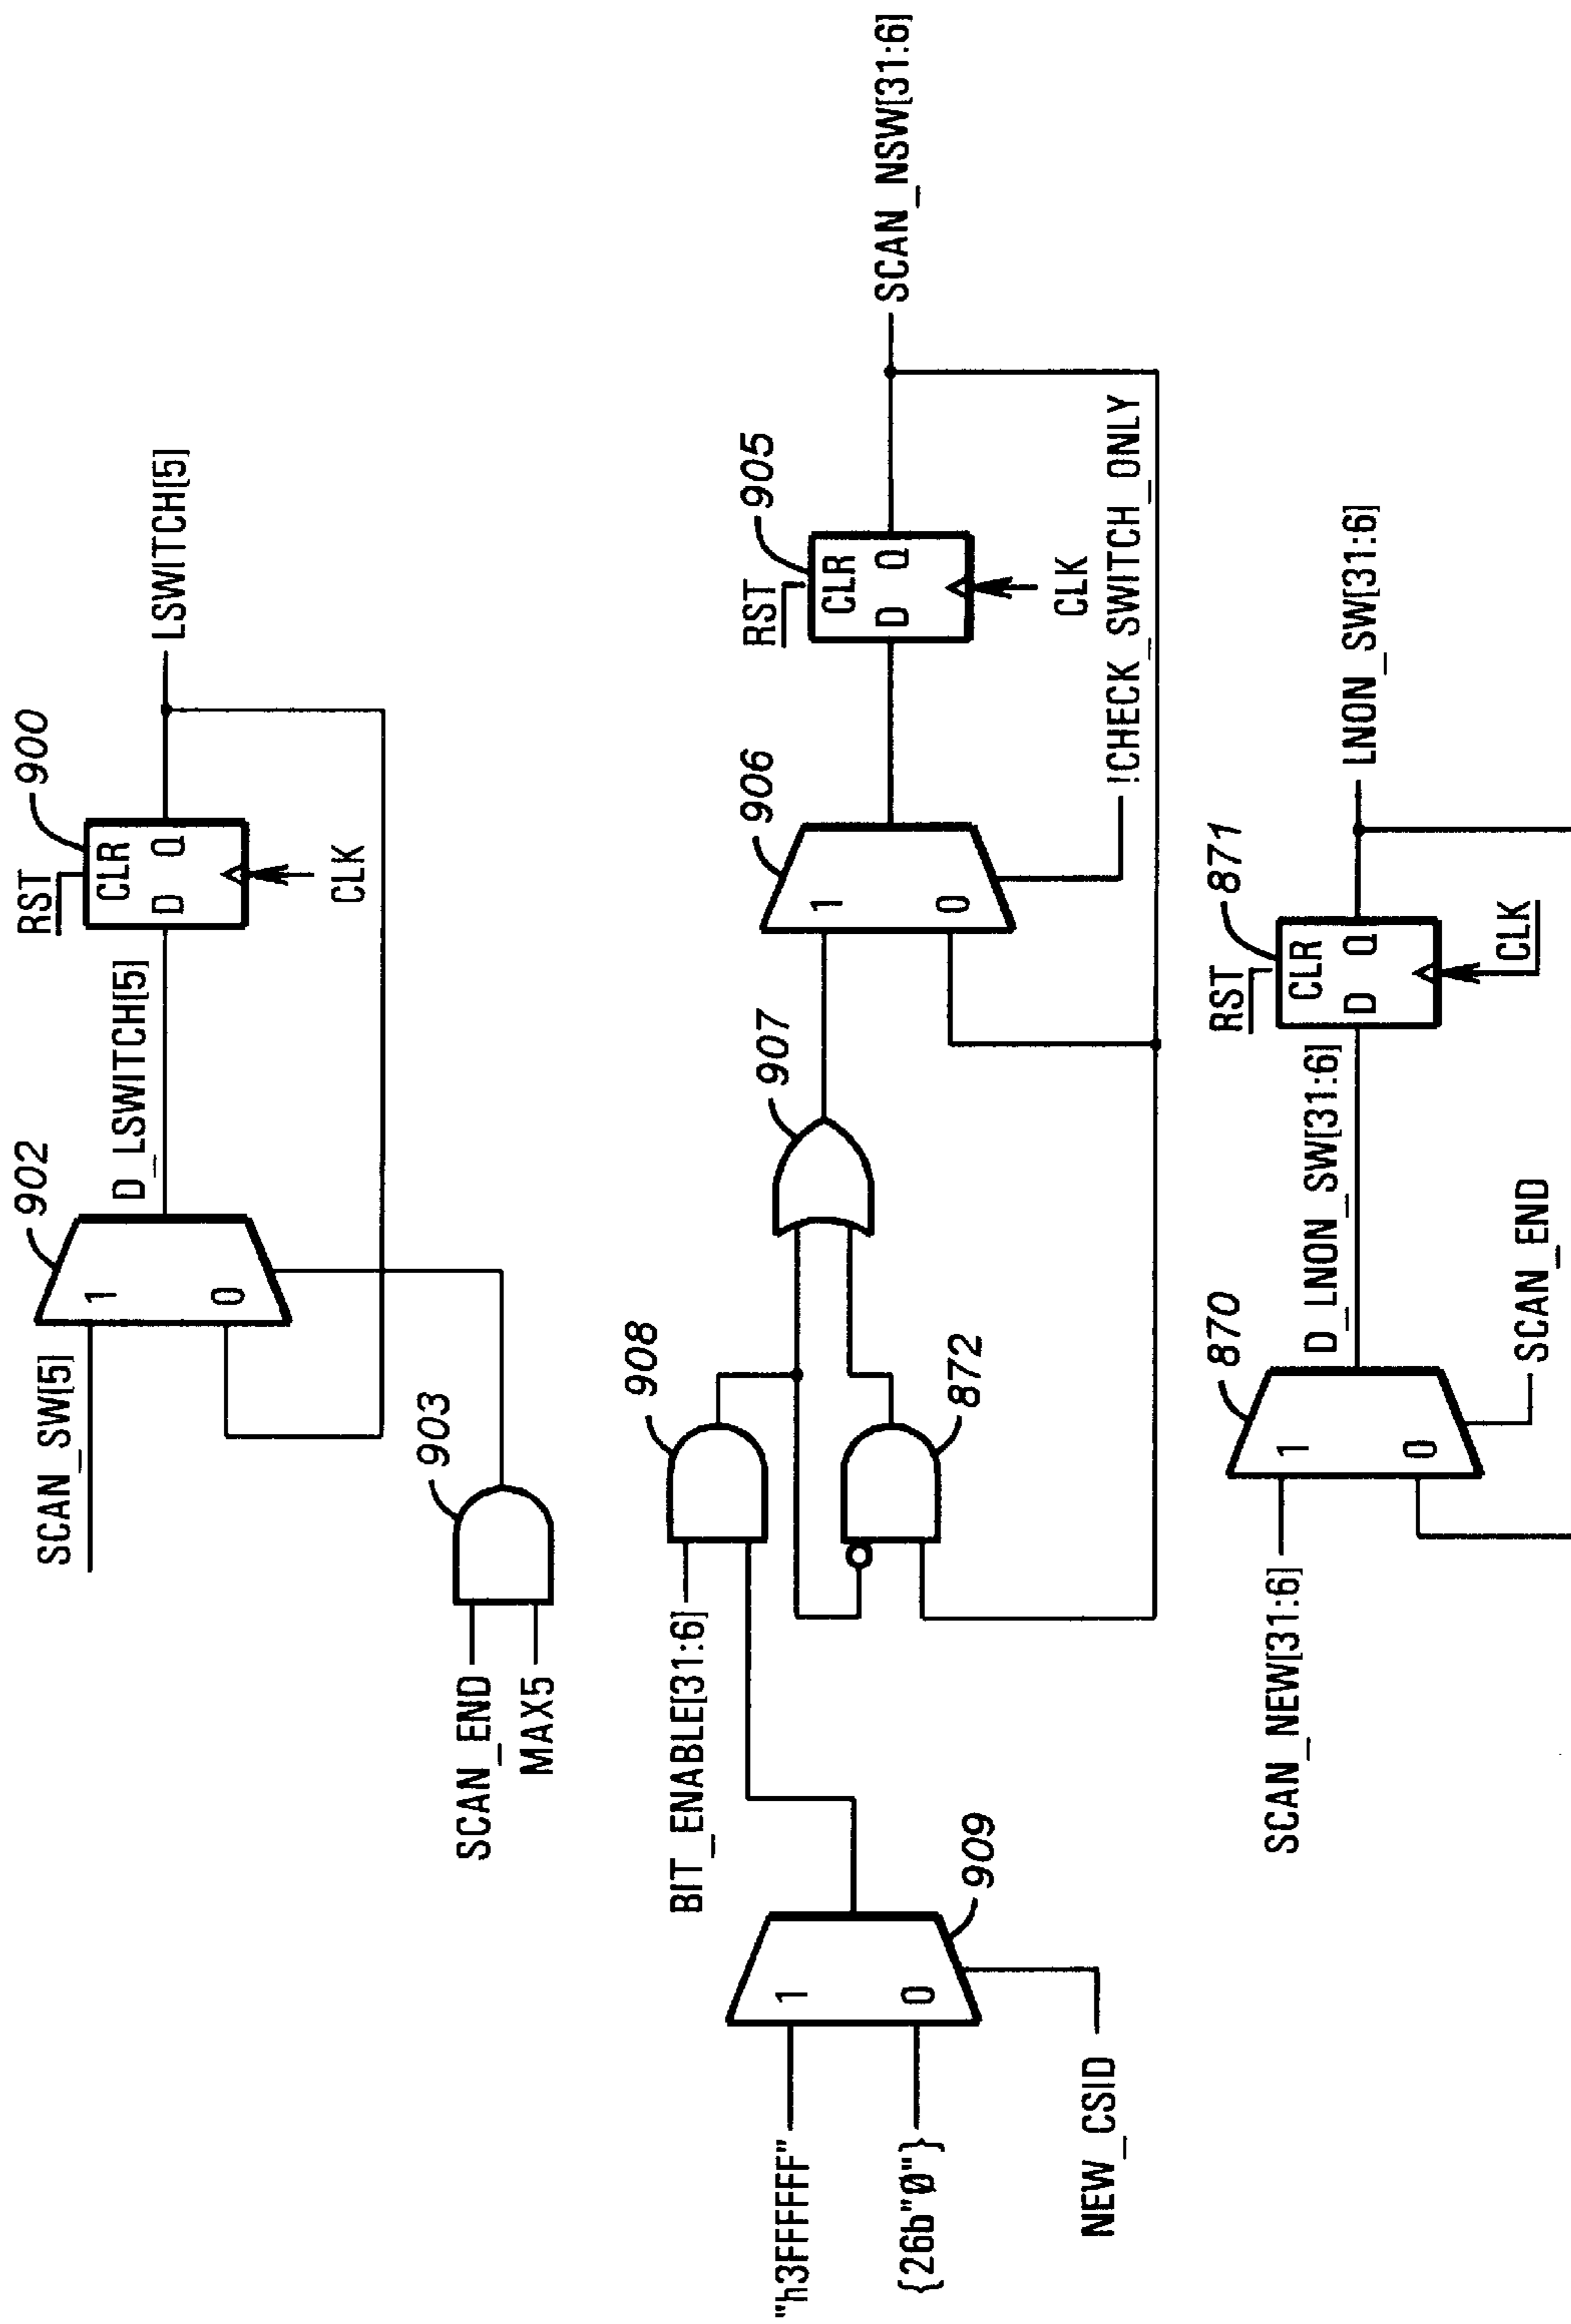 SCAN_SW[5]
902
D_LSWITCH[5]
RST
900
1
0
CLR
D Q
CLK
LSWITCH[5]
903
SCAN_END
MAX5
BIT_ENABLE[31:6]
908
907
906
RST
905
1
0
CLR
D Q
CLK
SCAN_NSW[31:6]
872
!CHECK_SWITCH_ONLY
"h3FFFFF"
{26b"0"}
1
0
909
NEW_CSID
SCAN_NEW[31:6]
870
1
0
D_LNON_SW[31:6]
SCAN_END
RST
871
CLR
D Q
CLK
LNON_SW[31:6]